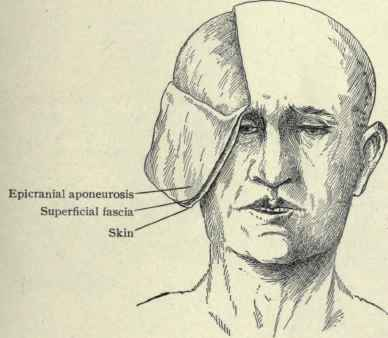 Epicranial aponeurosis
Superficial fascia
Skin